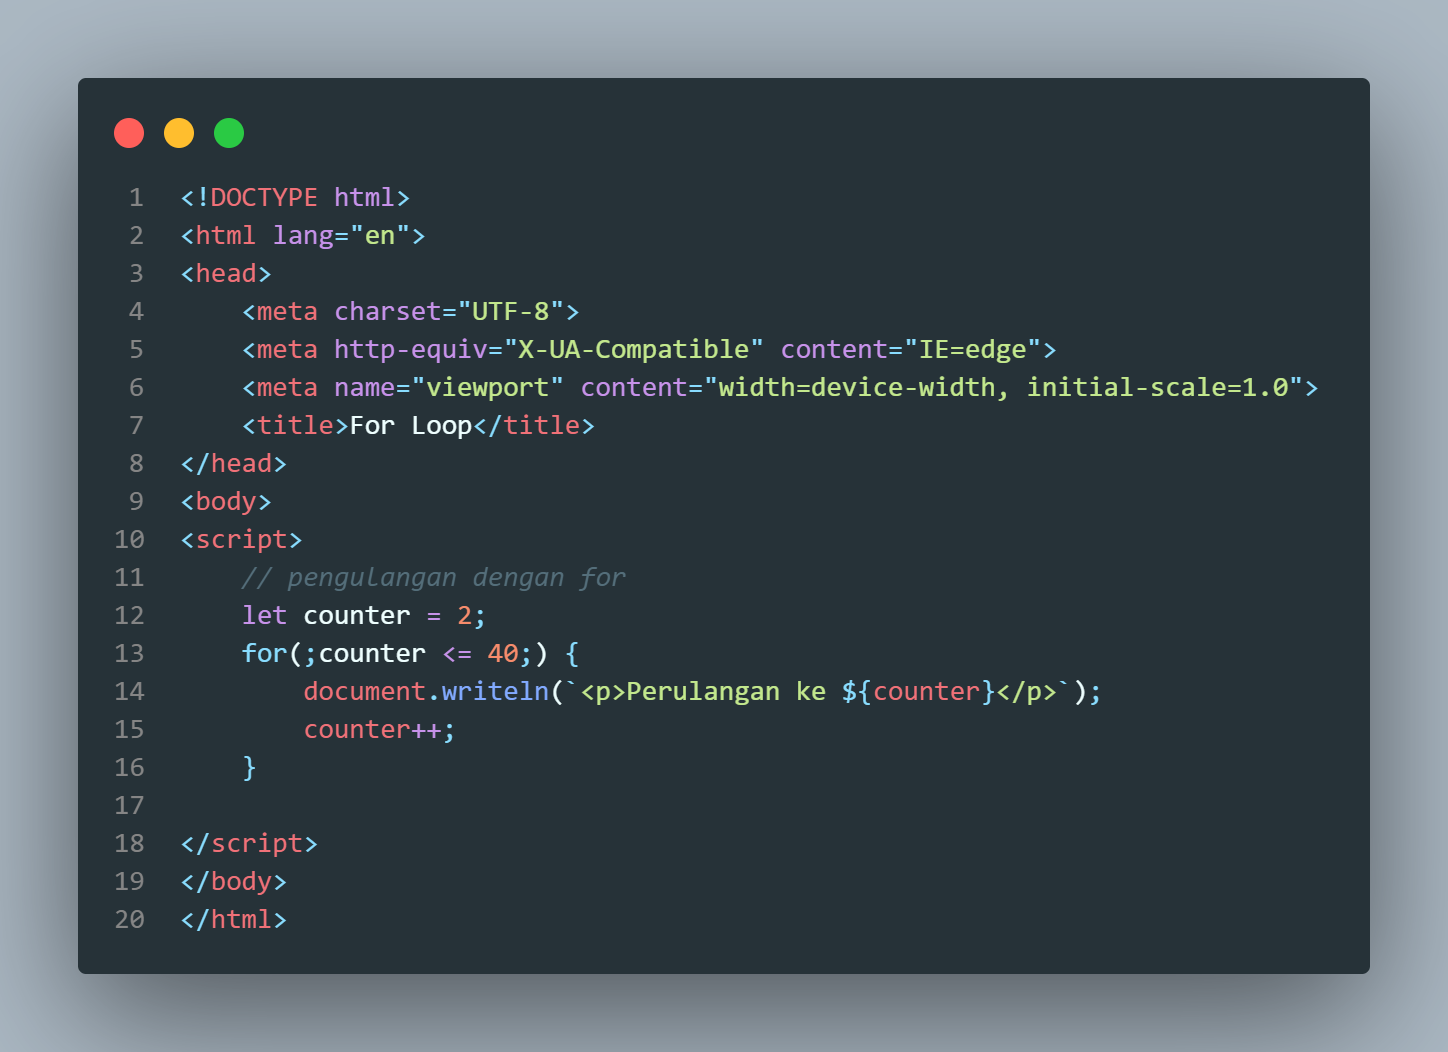 1 <!DOCTYPE html>
2 <html lang="en">
3 <head>
4     <meta charset="UTF-8">
5     <meta http-equiv="X-UA-Compatible" content="IE=edge">
6     <meta name="viewport" content="width=device-width, initial-scale=1.0">
7     <title>For Loop</title>
8 </head>
9 <body>
10 <script>
11     // pengulangan dengan for
12     let counter = 2;
13     for(;counter <= 40;) {
14         document.writeln(`<p>Perulangan ke ${counter}</p>`);
15         counter++;
16     }
17
18 </script>
19 </body>
20 </html>